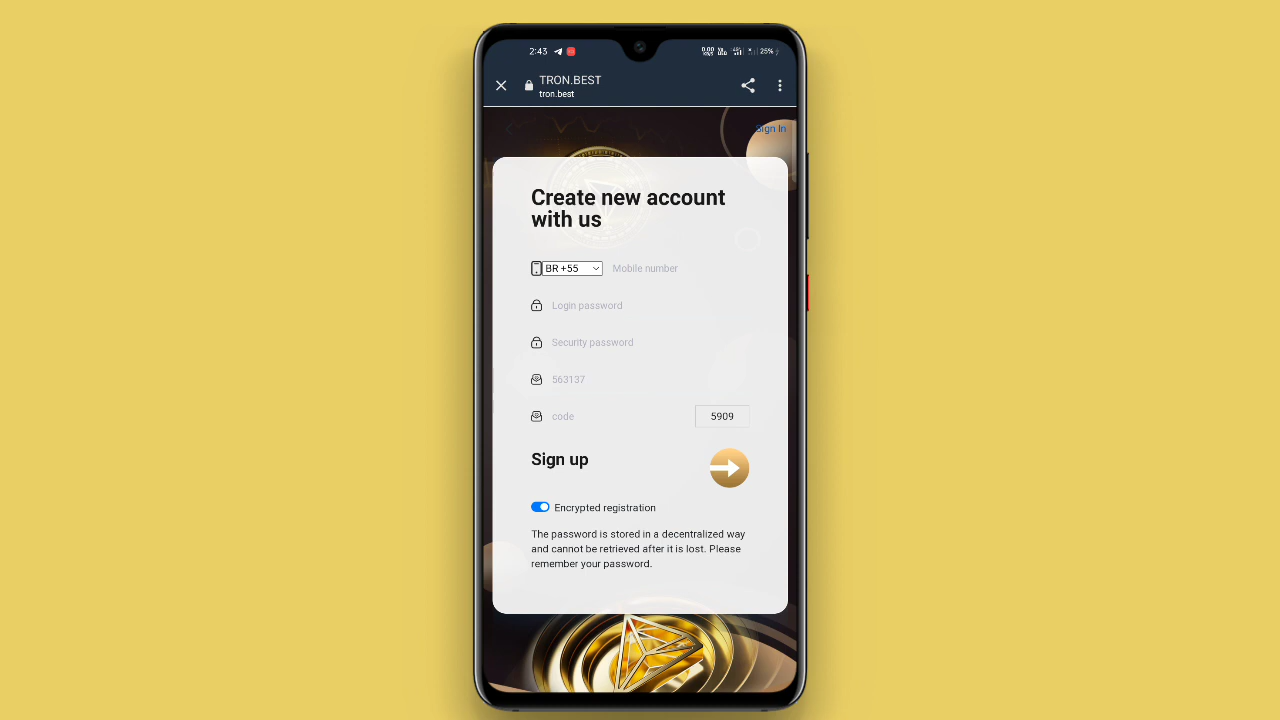 2:43
25%
TRON.BEST
tron.best
Sign In
Create new account
with us
BR +55
Mobile number
Login password
Security password
563137
code
5909
Sign up
Encrypted registration
The password is stored in a decentralized way
and cannot be retrieved after it is lost. Please
remember your password.